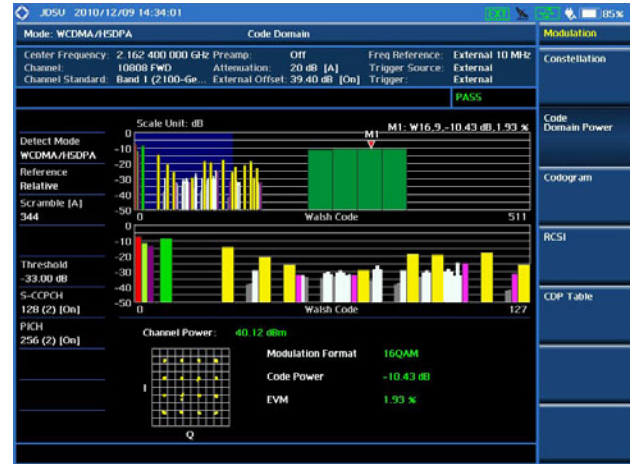 JDSU 2010/12/09 14:34:01 EXT 85%
Mode: WCDMA/HSDPA Code Domain Modulation
Center Frequency: 2.162 400 000 GHz Preamp: Off Freq Reference: External 10 MHz
Channel: 10808 FWD Attenuation: 20 dB [A] Trigger Source: External
Channel Standard: Band 1 (2100-Ge... External Offset: 39.40 dB [On] Trigger: External
Constellation
PASS
Code
Domain Power
Codogram
RCSI
CDP Table
Scale Unit: dB M1: W16,9,-10.43 dB,1.93 %
M1
Detect Mode
WCDMA/HSDPA
Reference
Relative
Scramble [A]
344
Threshold
-33.00 dB
S-CCPCH
128 (2) [On]
PICH
256 (2) [On]
0
-10
-20
-30
-40
-50
0 Walsh Code 511
0
-10
-20
-30
-40
-50
0 Walsh Code 127
Channel Power: 40.12 dBm
Modulation Format 16QAM
Code Power -10.43 dB
EVM 1.93 %
I
Q